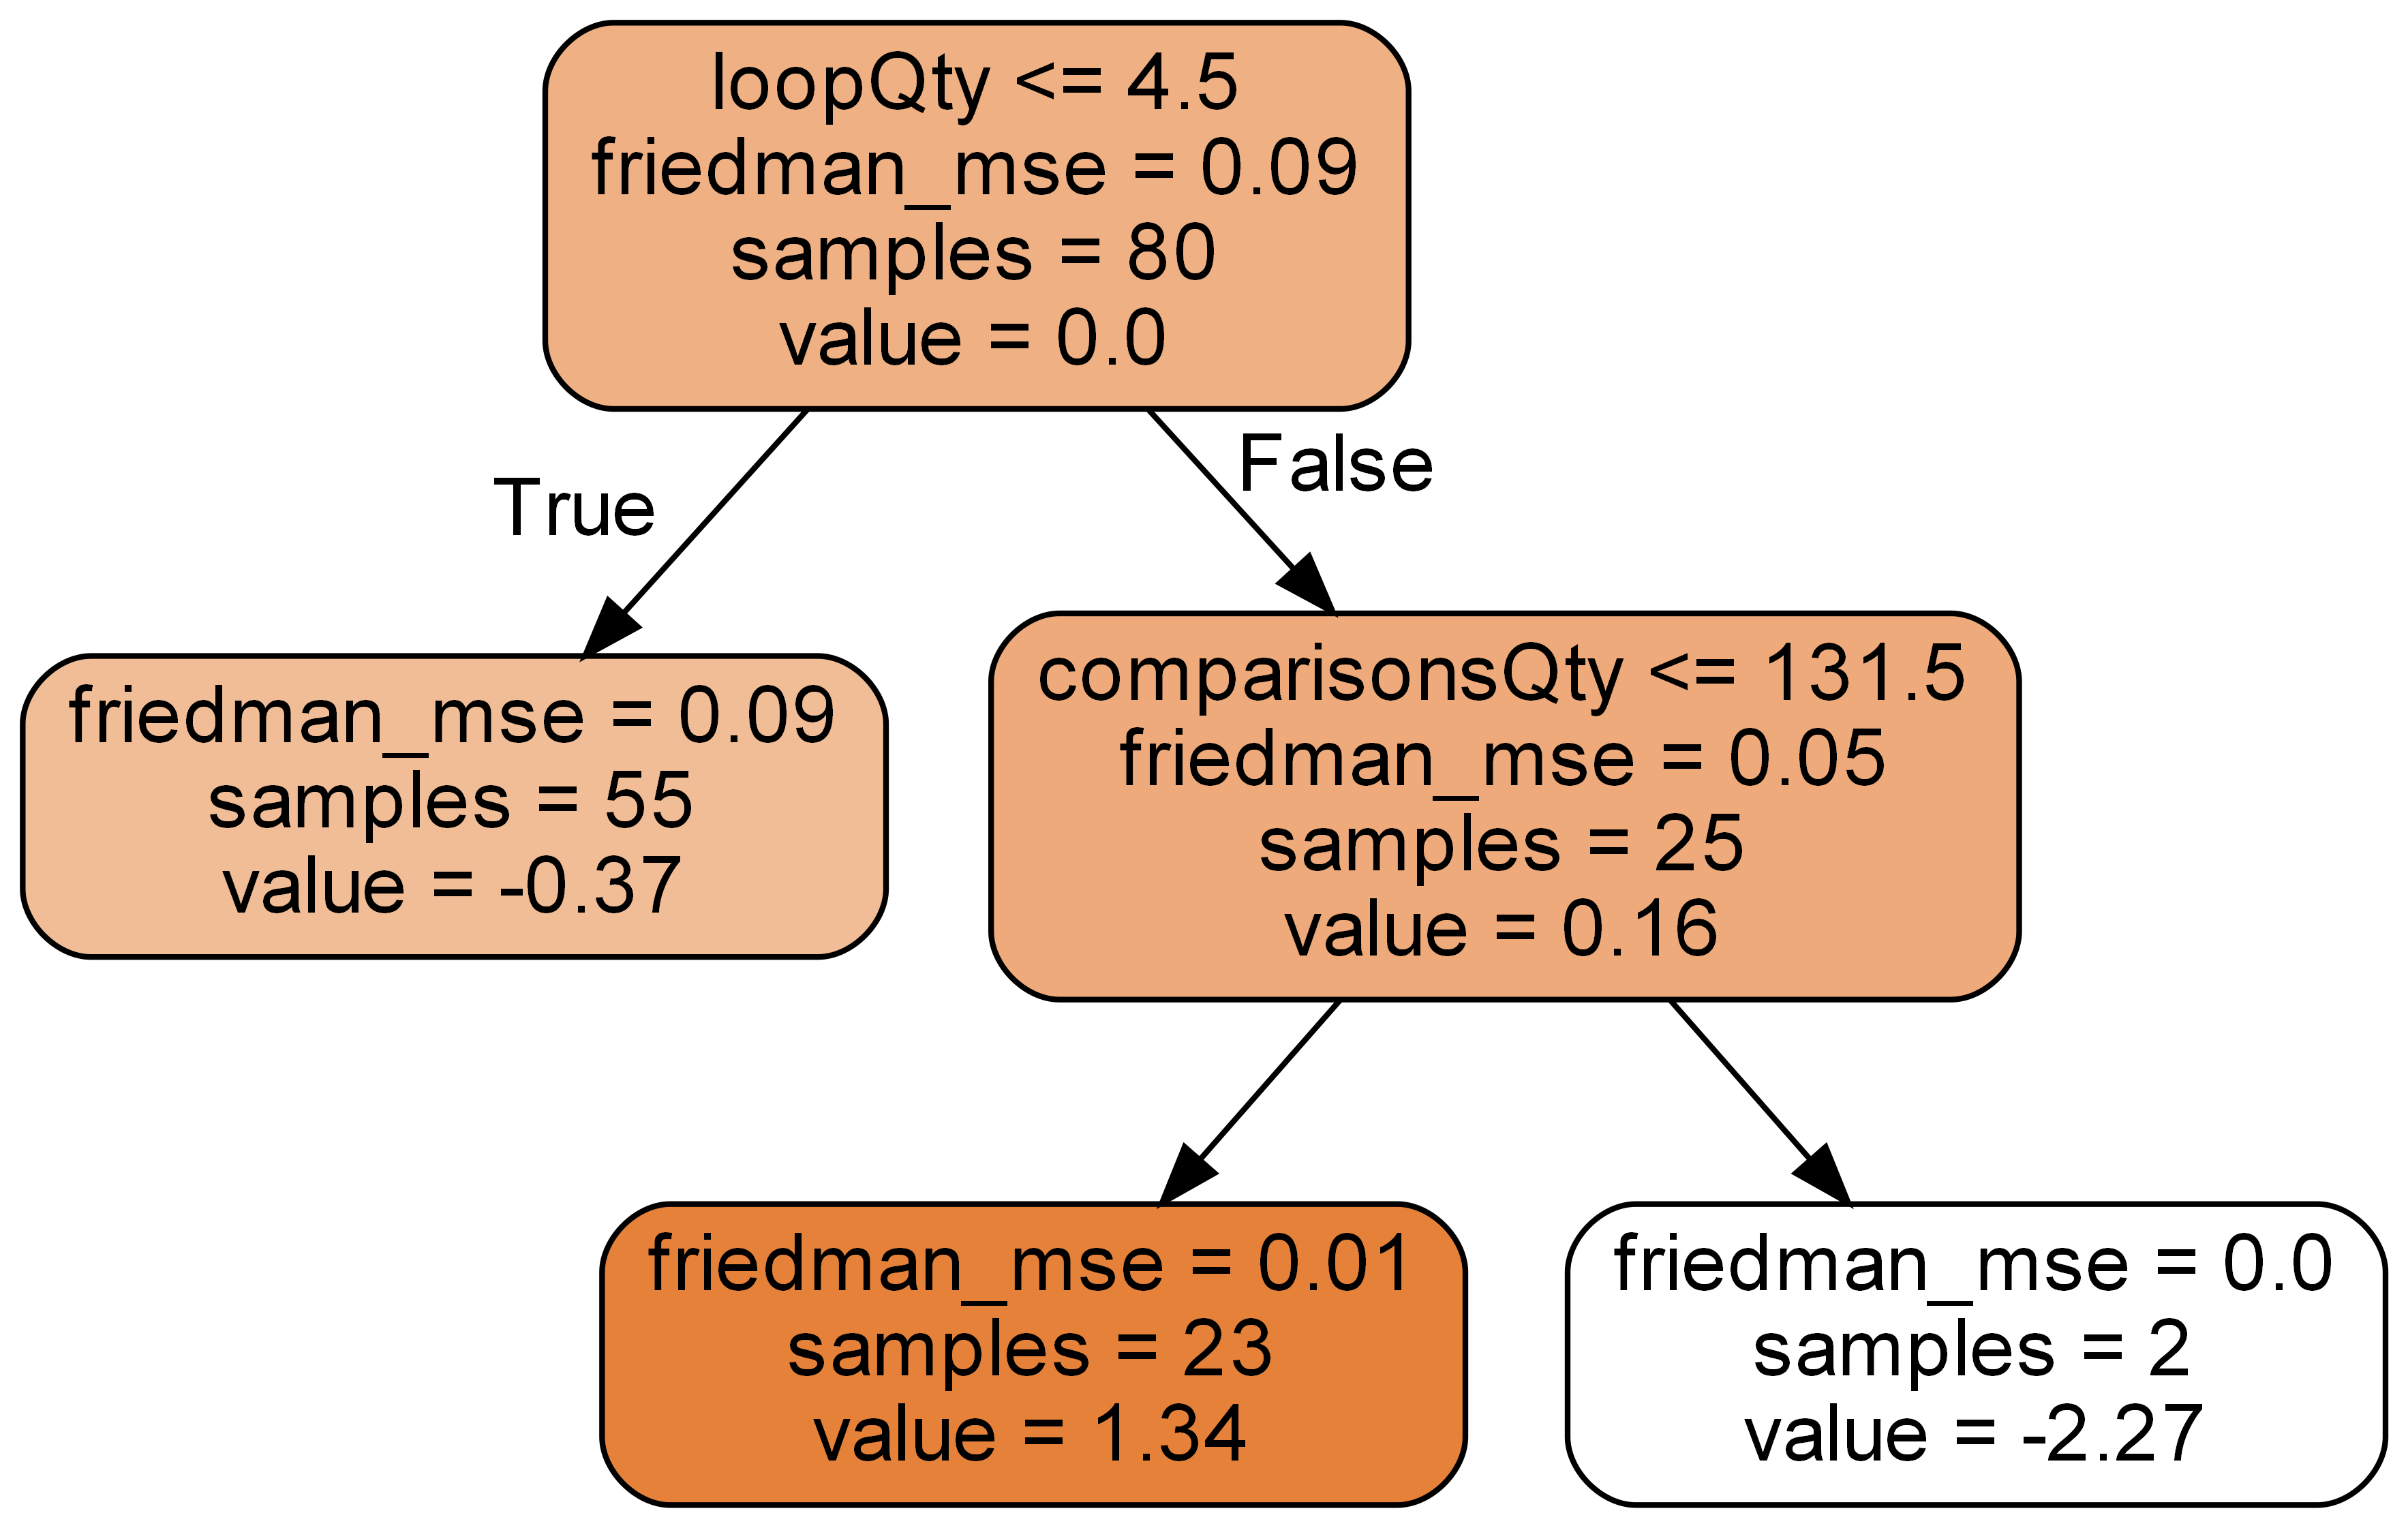 loopQty <= 4.5
friedman_mse = 0.09
samples = 80
value = 0.0
True
False
friedman_mse = 0.09
samples = 55
value = -0.37
comparisonsQty <= 131.5
friedman_mse = 0.05
samples = 25
value = 0.16
friedman_mse = 0.01
samples = 23
value = 1.34
friedman_mse = 0.0
samples = 2
value = -2.27